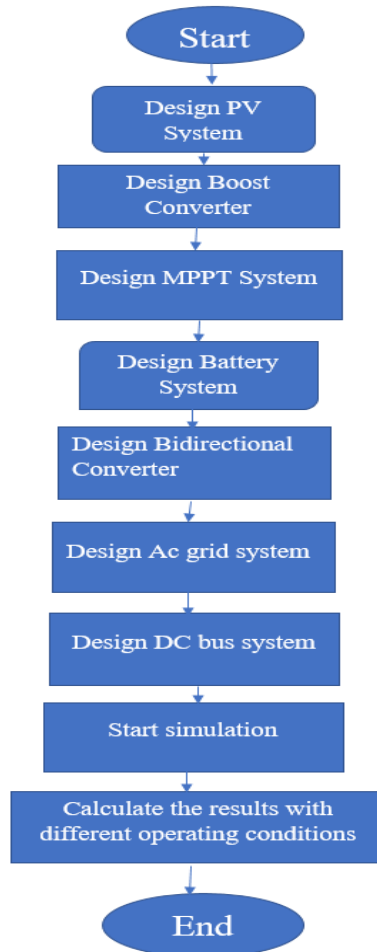 Start
Design PV
System
Design Boost
Converter
Design MPPT System
Design Battery
System
Design Bidirectional
Converter
Design Ac grid system
Design DC bus system
Start simulation
Calculate the results with
different operating conditions
End